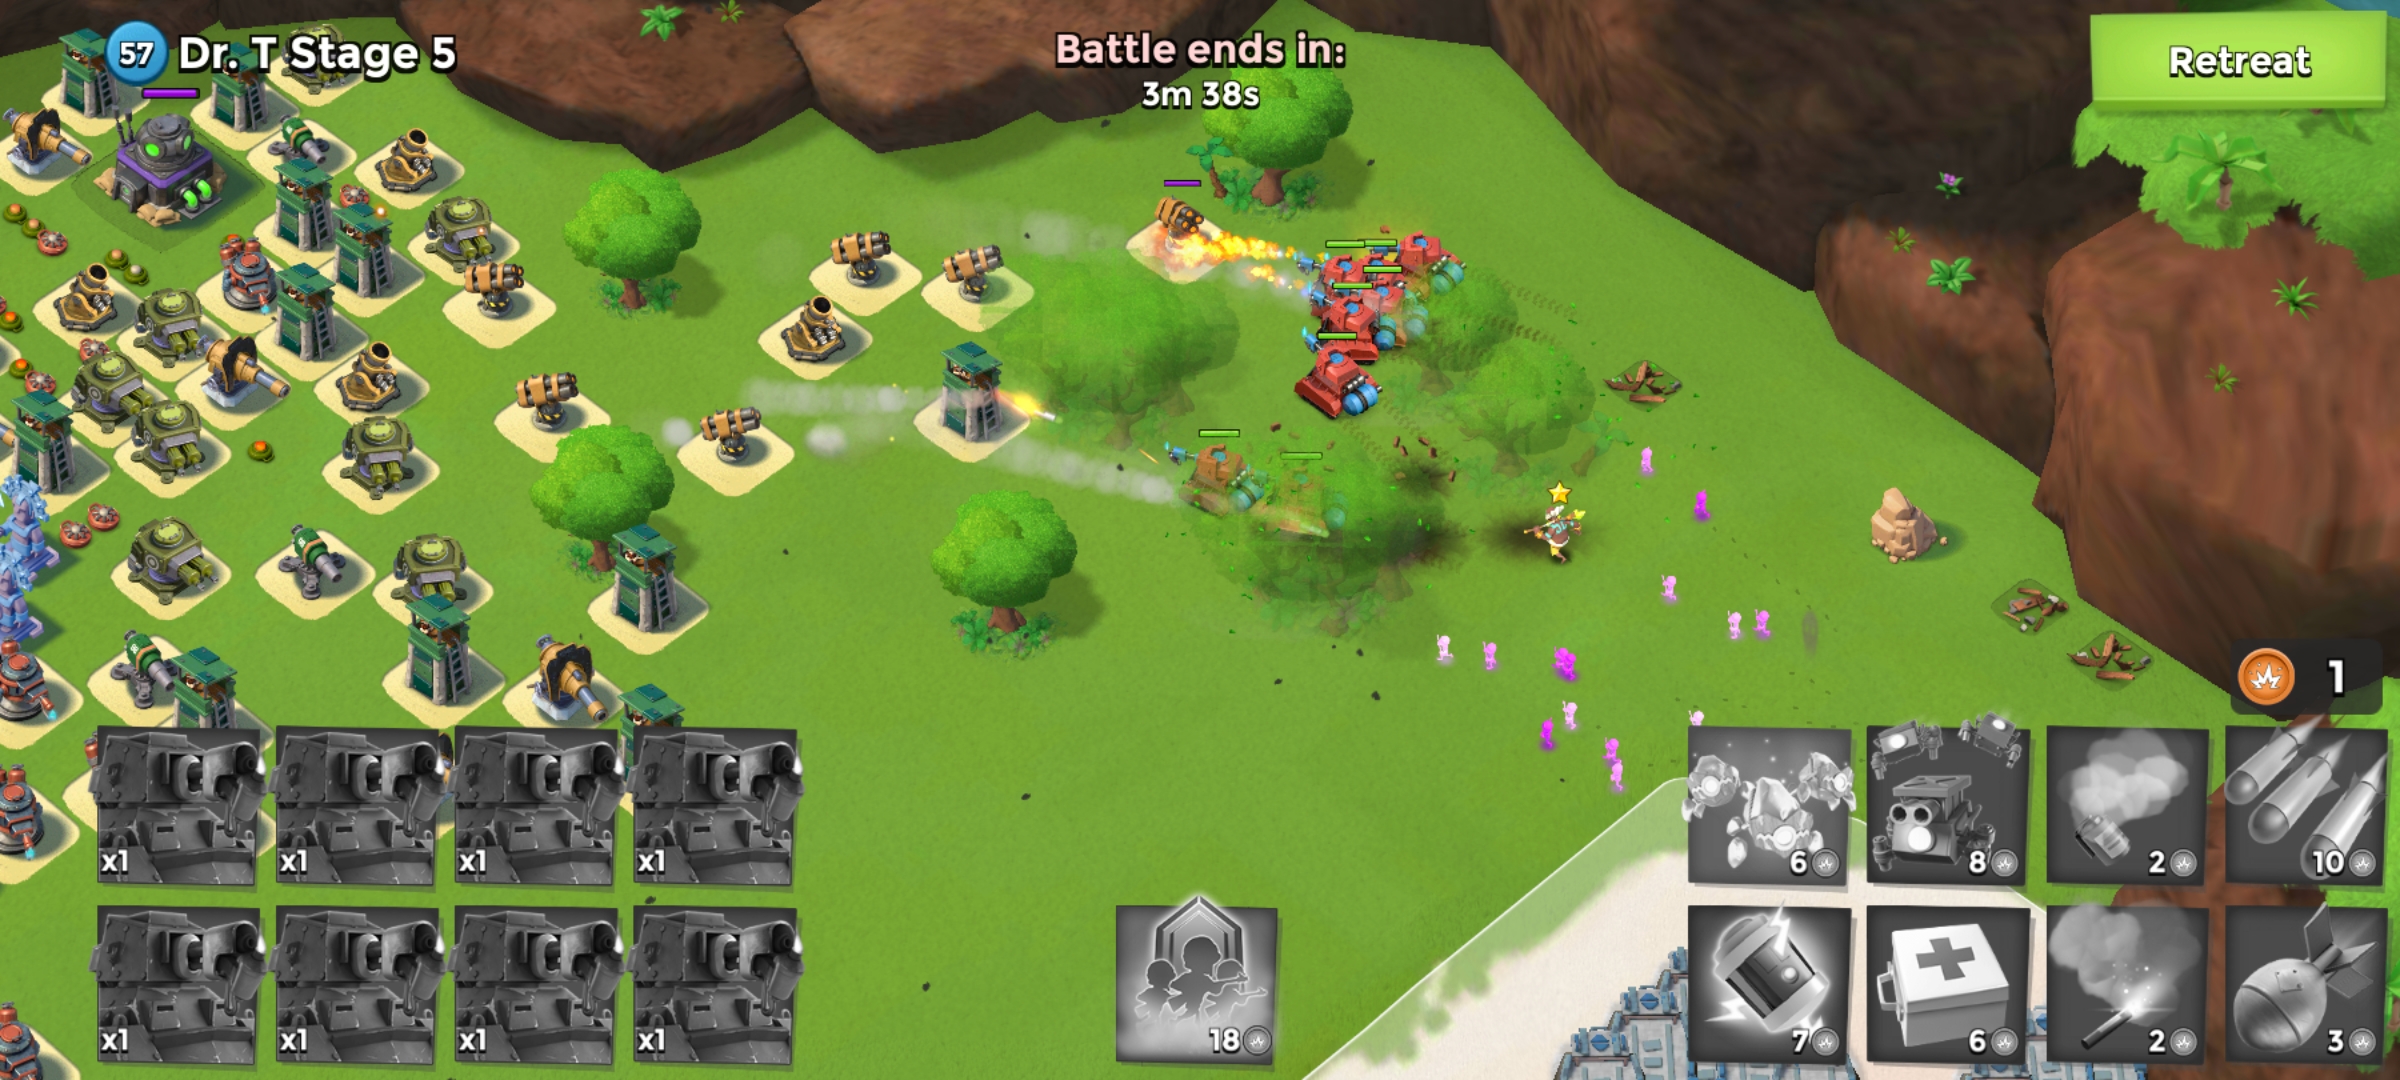 57 Dr. T Stage 5
Battle ends in:
3m 38s
Retreat
1
x1 x1 x1 x1
6 8 2 10
x1 x1 x1 x1
18
7 6 2 3